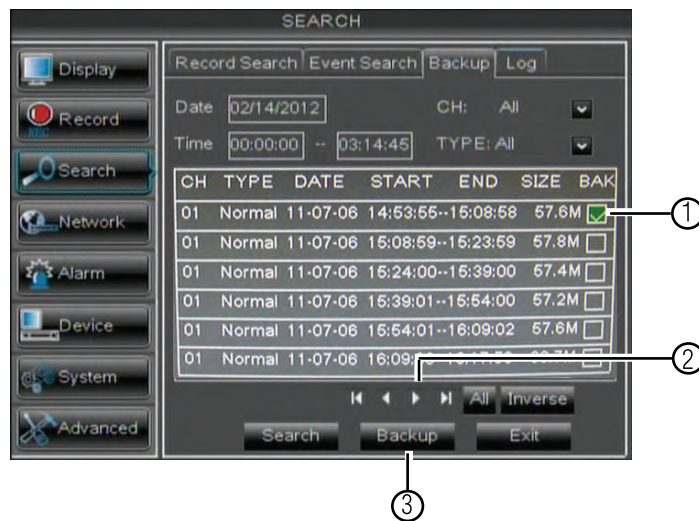 SEARCH
Display
Record
REC
Search
Network
Alarm
Device
System
Advanced
Record Search Event Search Backup Log
Date 02/14/2012 CH: All
Time 00:00:00 -- 03:14:45 TYPE: All
CH TYPE DATE START END SIZE BAK
01 Normal 11-07-06 14:53:55--15:08:58 57.6M
01 Normal 11-07-06 15:08:59--15:23:59 57.8M
01 Normal 11-07-06 15:24:00--15:39:00 57.4M
01 Normal 11-07-06 15:39:01--15:54:00 57.2M
01 Normal 11-07-06 15:54:01--16:09:02 57.6M
01 Normal 11-07-06
All Inverse
Search Backup Exit
1
2
3